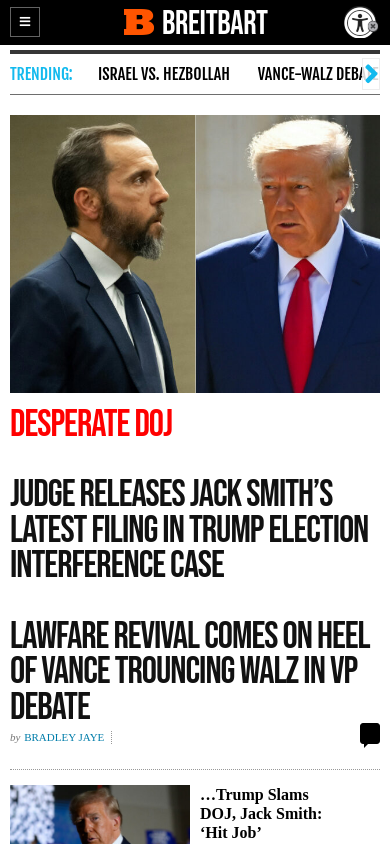 BREITBART
TRENDING:
ISRAEL VS. HEZBOLLAH
VANCE-WALZ DEBA
DESPERATE DOJ
JUDGE RELEASES JACK SMITH’S
LATEST FILING IN TRUMP ELECTION
INTERFERENCE CASE
LAWFARE REVIVAL COMES ON HEEL
OF VANCE TROUNCING WALZ IN VP
DEBATE
by BRADLEY JAYE
…Trump Slams
DOJ, Jack Smith:
‘Hit Job’